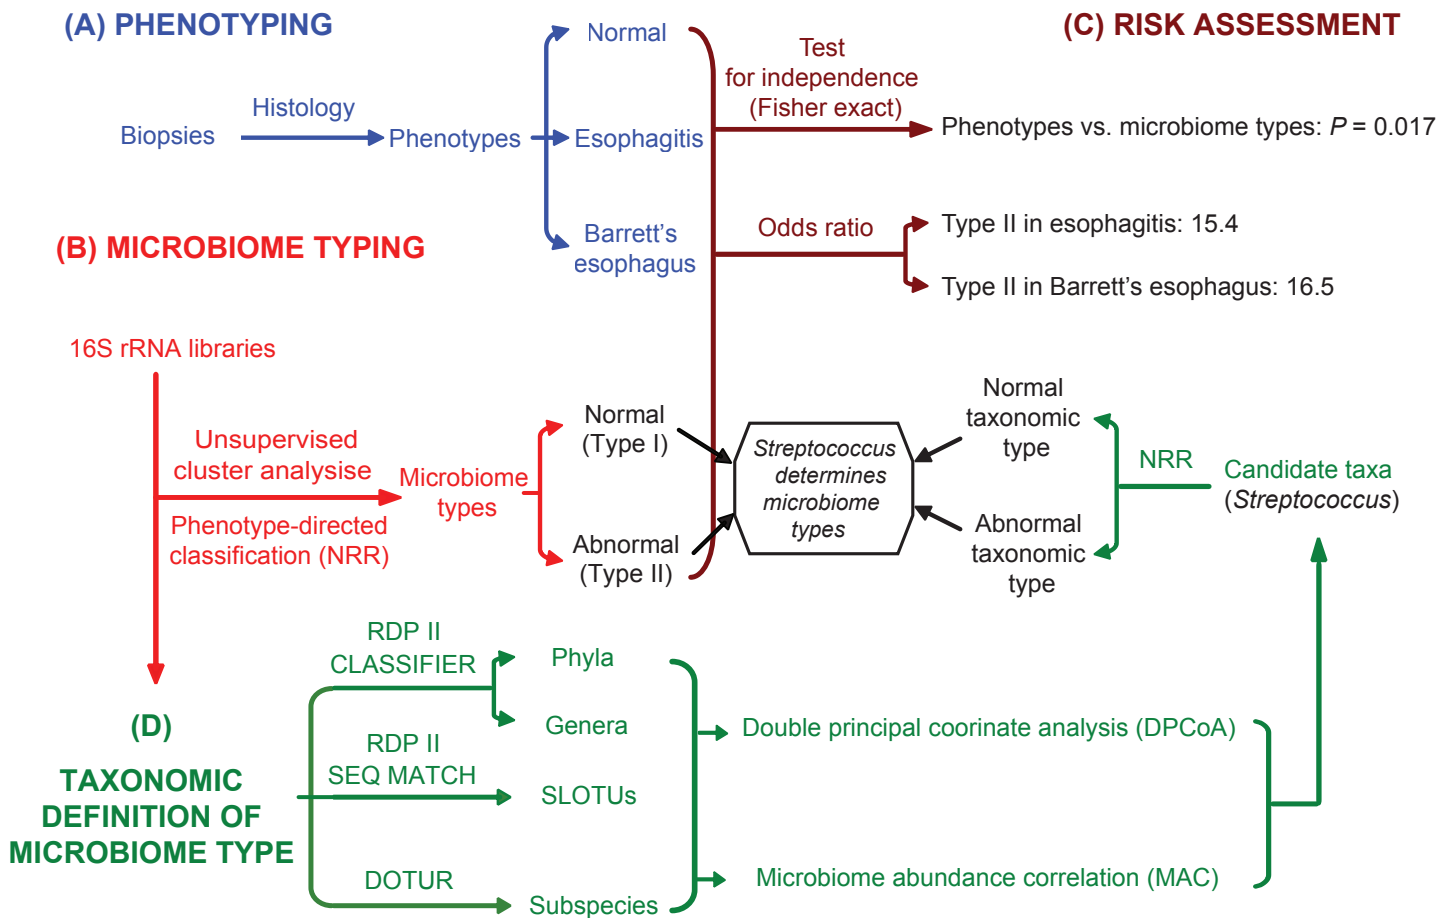 (A) PHENOTYPING
Biopsies
Histology
Phenotypes
Normal
Esophagitis
Barrett's
esophagus
(C) RISK ASSESSMENT
Test
for independence
(Fisher exact)
Phenotypes vs. microbiome types: P = 0.017
Odds ratio
Type II in esophagitis: 15.4
Type II in Barrett's esophagus: 16.5
(B) MICROBIOME TYPING
16S rRNA libraries
Unsupervised
cluster analysise
Phenotype-directed
classification (NRR)
Microbiome
types
Normal
(Type I)
Abnormal
(Type II)
Streptococcus
determines
microbiome
types
Normal
taxonomic
type
Abnormal
taxonomic
type
NRR
Candidate taxa
(Streptococcus)
(D)
TAXONOMIC
DEFINITION OF
MICROBIOME TYPE
RDP II
CLASSIFIER
Phyla
Genera
RDP II
SEQ MATCH
SLOTUs
DOTUR
Subspecies
Double principal coorinate analysis (DPCoA)
Microbiome abundance correlation (MAC)